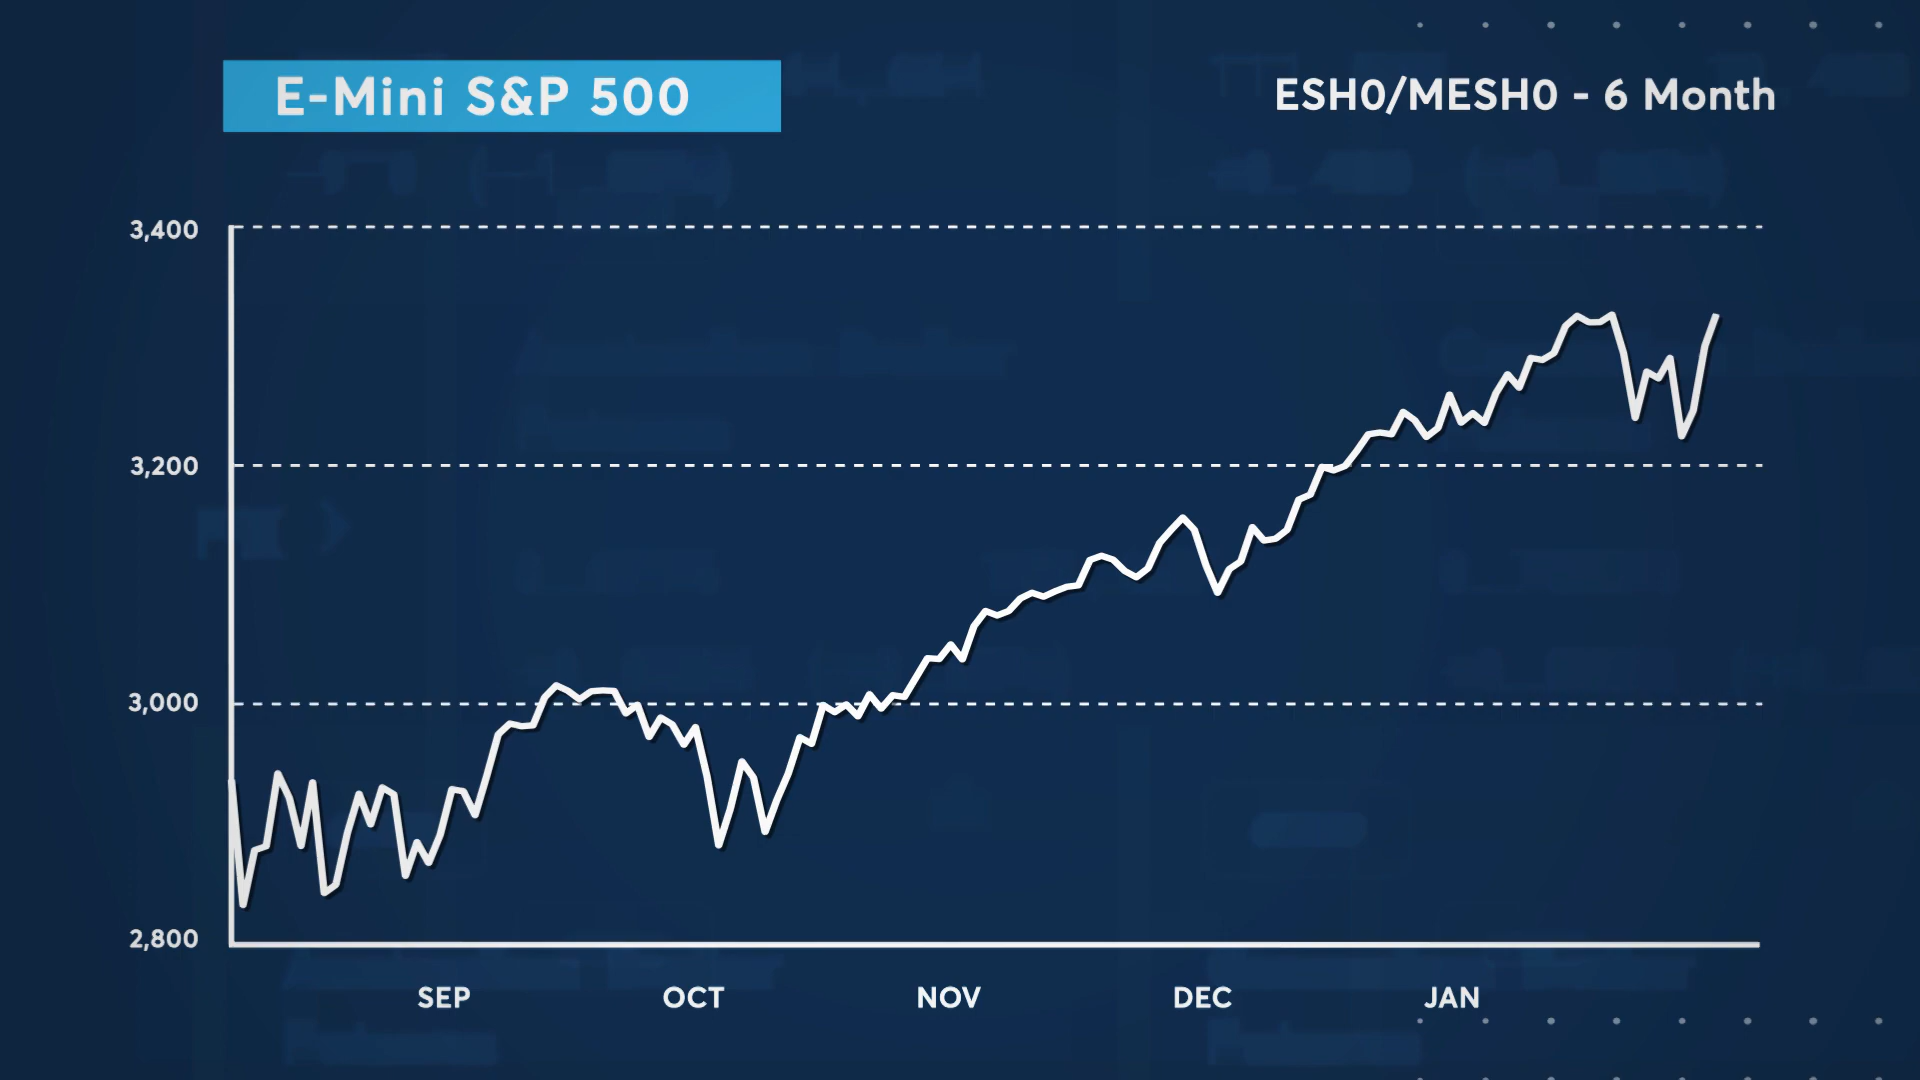 E-Mini S&P 500
ESH0/MESH0 - 6 Month
3,400
3,200
3,000
2,800
SEP OCT NOV DEC JAN